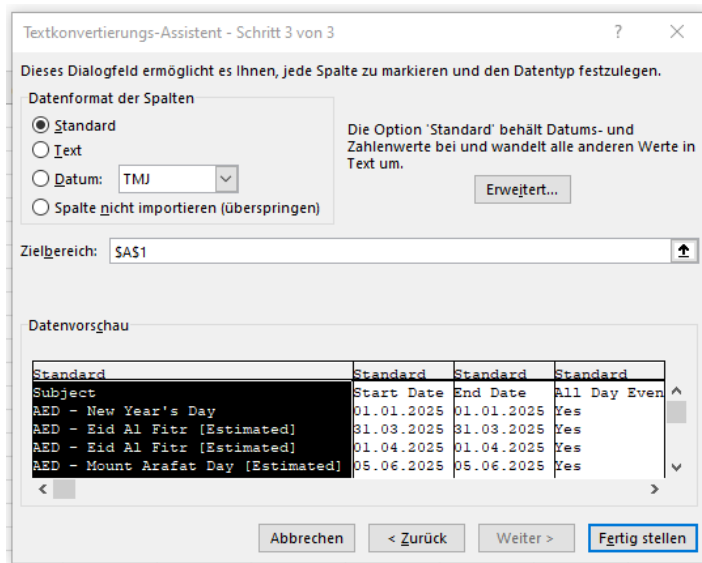 Textkonvertierungs-Assistent - Schritt 3 von 3 ?
Dieses Dialogfeld ermöglicht es Ihnen, jede Spalte zu markieren und den Datentyp festzulegen.
Datenformat der Spalten
Standard
Text
Datum: TMJ
Spalte nicht importieren (überspringen)
Die Option 'Standard' behält Datums- und
Zahlenwerte bei und wandelt alle anderen Werte in
Text um.
Erweitert...
Zielbereich: $A$1
Datenvorschau
Standard Standard Standard Standard
Subject Start Date End Date All Day Even
AED - New Year's Day 01.01.2025 01.01.2025 Yes
AED - Eid Al Fitr [Estimated] 31.03.2025 31.03.2025 Yes
AED - Eid Al Fitr [Estimated] 01.04.2025 01.04.2025 Yes
AED - Mount Arafat Day [Estimated] 05.06.2025 05.06.2025 Yes
Abbrechen < Zurück Weiter > Fertig stellen